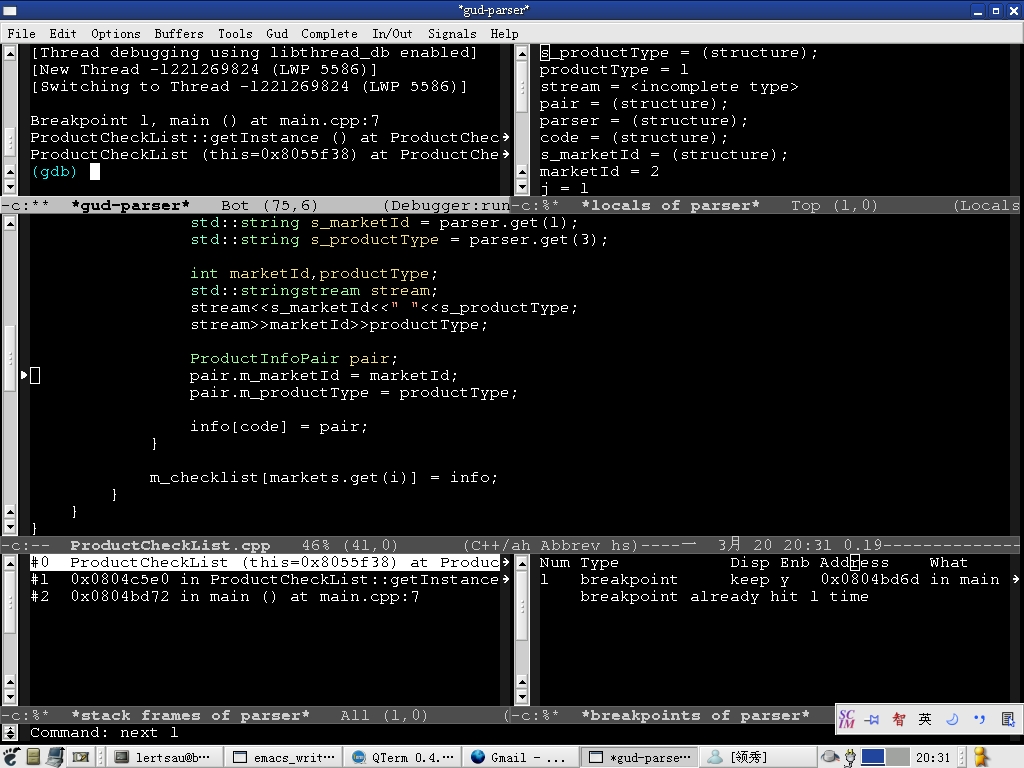 *gud-parser*
File Edit Options Buffers Tools Gud Complete In/Out Signals Help
[Thread debugging using libthread_db enabled]
[New Thread -1221269824 (LWP 5586)]
[Switching to Thread -1221269824 (LWP 5586)]
Breakpoint 1, main () at main.cpp:7
ProductCheckList::getInstance () at ProductChec
ProductCheckList (this=0x8055f38) at ProductChe
(gdb)
-c:** *gud-parser* Bot (75,6) (Debugger:run
s_productType = (structure);
productType = 1
stream = <incomplete type>
pair = (structure);
parser = (structure);
code = (structure);
s_marketId = (structure);
marketId = 2
j = 1
-c:%* *locals of parser* Top (1,0) (Locals
std::string s_marketId = parser.get(1);
std::string s_productType = parser.get(3);
int marketId,productType;
std::stringstream stream;
stream<<s_marketId<<" "<<s_productType;
stream>>marketId>>productType;
ProductInfoPair pair;
pair.m_marketId = marketId;
pair.m_productType = productType;
info[code] = pair;
}
m_checklist[markets.get(i)] = info;
}
}
}
-c:-- ProductCheckList.cpp 46% (41,0) (C++/ah Abbrev hs)----一 3月 20 20:31 0.19--------------
#0 ProductCheckList (this=0x8055f38) at Produc
#1 0x0804c5e0 in ProductCheckList::getInstance
#2 0x0804bd72 in main () at main.cpp:7
-c:%* *stack frames of parser* All (1,0) (
Num Type Disp Enb Address What
1 breakpoint keep y 0x0804bd6d in main
breakpoint already hit 1 time
-c:%* *breakpoints of parser*
SCIM 智 英
Command: next 1
lertsau@b… emacs_writ… QTerm 0.4.… Gmail - ... *gud-parse… [领秀] 20:31